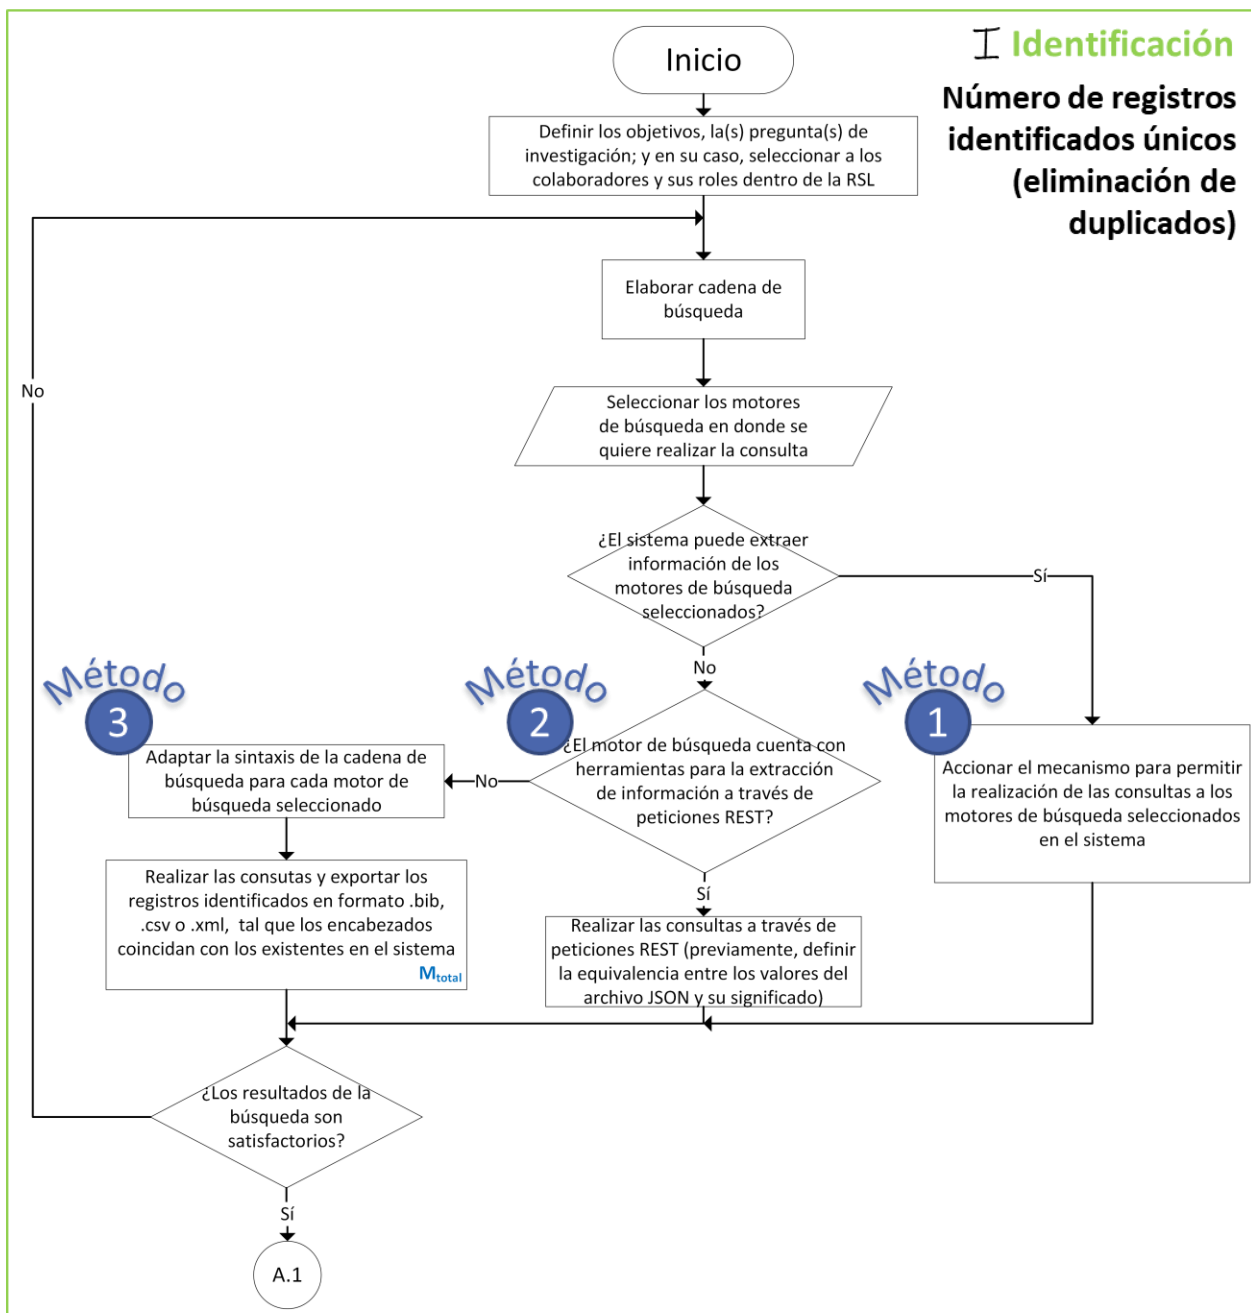 Inicio
I Identificación
Número de registros
identificados únicos
(eliminación de
duplicados)
Definir los objetivos, la(s) pregunta(s) de
investigación; y en su caso, seleccionar a los
colaboradores y sus roles dentro de la RSL
Elaborar cadena de
búsqueda
No
Seleccionar los motores
de búsqueda en donde se
quiere realizar la consulta
¿El sistema puede extraer
información de los
motores de búsqueda
seleccionados?
Sí
No
Método
3
Método
2
Método
1
Adaptar la sintaxis de la cadena de
búsqueda para cada motor de
búsqueda seleccionado
No
¿El motor de búsqueda cuenta con
herramientas para la extracción
de información a través de
peticiones REST?
Accionar el mecanismo para permitir
la realización de las consultas a los
motores de búsqueda seleccionados
en el sistema
Realizar las consutas y exportar los
registros identificados en formato .bib,
.csv o .xml, tal que los encabezados
coincidan con los existentes en el sistema
Mtotal
Sí
Realizar las consultas a través de
peticiones REST (previamente, definir
la equivalencia entre los valores del
archivo JSON y su significado)
¿Los resultados de la
búsqueda son
satisfactorios?
Sí
A.1